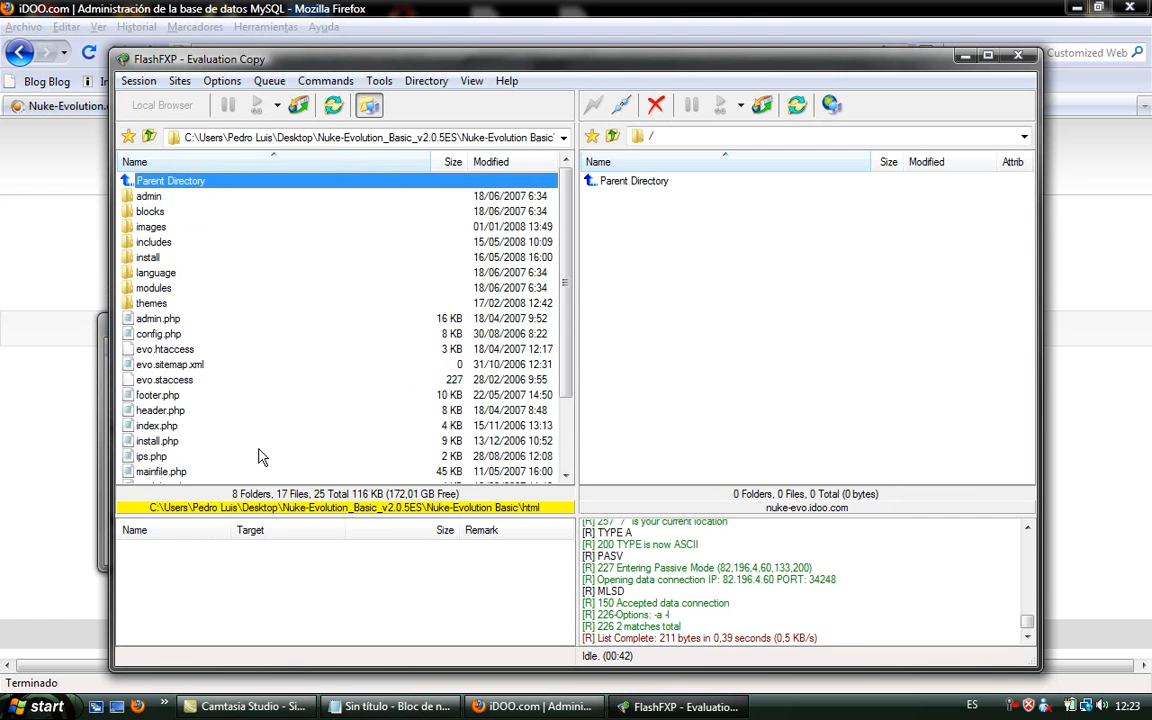 iDOO.com | Administración de la base de datos MySQL - Mozilla Firefox
Archivo Editar Ver Historial Marcadores Herramientas Ayuda
Customized Web
Blog Blog
Nuke-Evolution.
FlashFXP - Evaluation Copy
Session Sites Options Queue Commands Tools Directory View Help
Local Browser
C:\Users\Pedro Luis\Desktop\Nuke-Evolution_Basic_v2.0.5ES\Nuke-Evolution Basic\
/
Name Size Modified
Name Size Modified Attrib
Parent Directory
Parent Directory
admin 18/06/2007 6:34
blocks 18/06/2007 6:34
images 01/01/2008 13:49
includes 15/05/2008 10:09
install 16/05/2008 16:00
language 18/06/2007 6:34
modules 18/06/2007 6:34
themes 17/02/2008 12:42
admin.php 16 KB 18/04/2007 9:52
config.php 8 KB 30/08/2006 8:22
evo.htaccess 3 KB 18/04/2007 12:17
evo.sitemap.xml 0 31/10/2006 12:31
evo.staccess 227 28/02/2006 9:55
footer.php 10 KB 22/05/2007 14:50
header.php 8 KB 18/04/2007 8:48
index.php 4 KB 15/11/2006 13:13
install.php 9 KB 13/12/2006 10:52
ips.php 2 KB 28/08/2006 12:08
mainfile.php 45 KB 11/05/2007 16:00
8 Folders, 17 Files, 25 Total 116 KB (172,01 GB Free)
C:\Users\Pedro Luis\Desktop\Nuke-Evolution_Basic_v2.0.5ES\Nuke-Evolution Basic\html
0 Folders, 0 Files, 0 Total (0 bytes)
nuke-evo.idoo.com
Name Target Size Remark
[R] 257 "/" is your current location
[R] TYPE A
[R] 200 TYPE is now ASCII
[R] PASV
[R] 227 Entering Passive Mode (82,196,4,60,133,200)
[R] Opening data connection IP: 82.196.4.60 PORT: 34248
[R] MLSD
[R] 150 Accepted data connection
[R] 226-Options: -a -l
[R] 226 2 matches total
[R] List Complete: 211 bytes in 0,39 seconds (0,5 KB/s)
Idle. (00:42)
Terminado
start
Camtasia Studio - Si...
Sin título - Bloc de n...
iDOO.com | Admini...
FlashFXP - Evaluatio...
ES
12:23